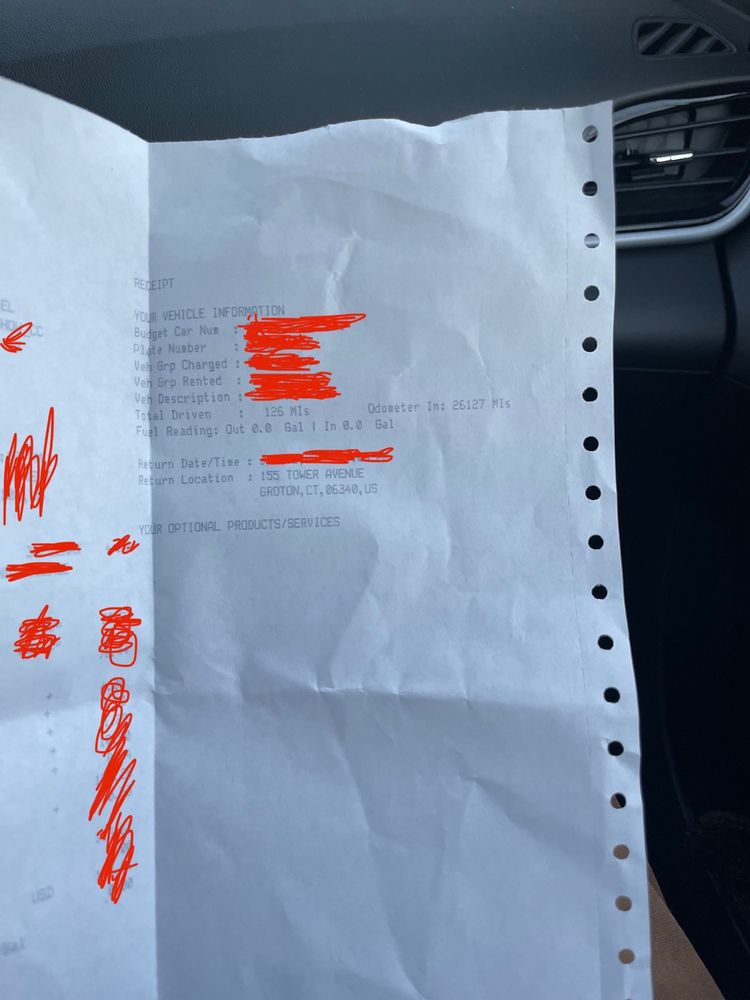 RECEIPT
YOUR VEHICLE INFORMATION
Budget Car Num :
Plate Number :
Veh Grp Charged :
Veh Grp Rented :
Veh Description :
Total Driven : 126 MIs Odometer In: 26127 MIs
Fuel Reading: Out 0.0 Gal | In 0.0 Gal
Return Date/Time :
Return Location : 155 TOWER AVENUE
GROTON,CT,06340,US
YOUR OPTIONAL PRODUCTS/SERVICES
EL
USD